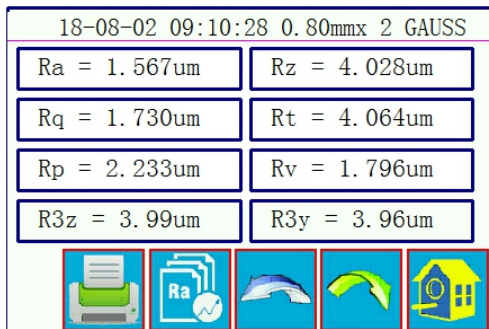 18-08-02 09:10:28 0.80mmx 2 GAUSS
Ra = 1.567um Rz = 4.028um
Rq = 1.730um Rt = 4.064um
Rp = 2.233um Rv = 1.796um
R3z = 3.99um R3y = 3.96um
Ra